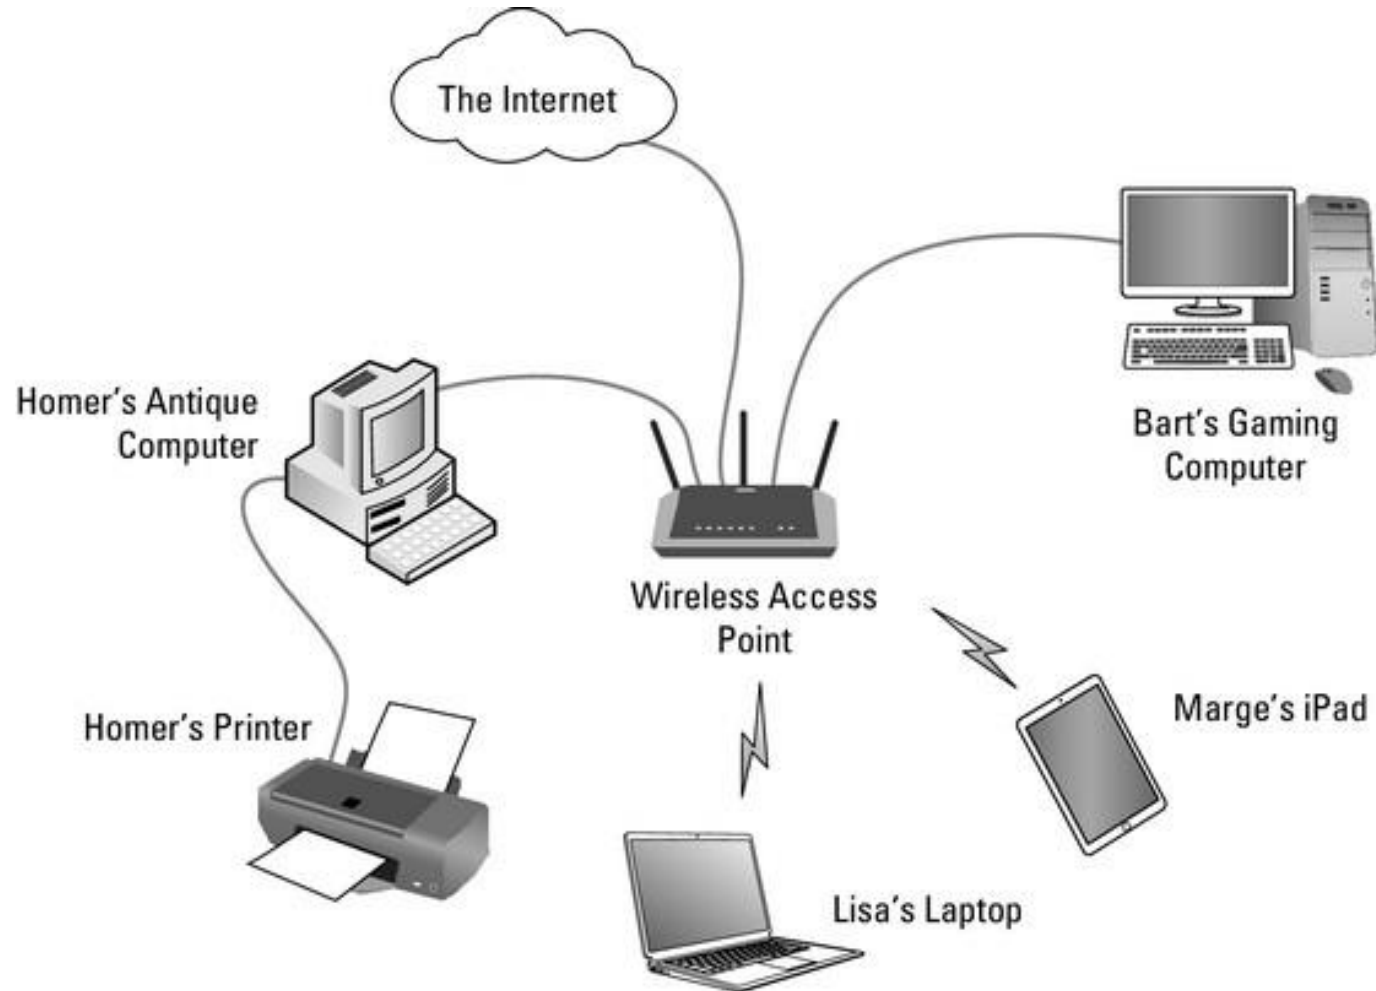 The Internet
Homer's Antique
Computer
Bart's Gaming
Computer
Wireless Access
Point
Homer's Printer
Marge's iPad
Lisa's Laptop